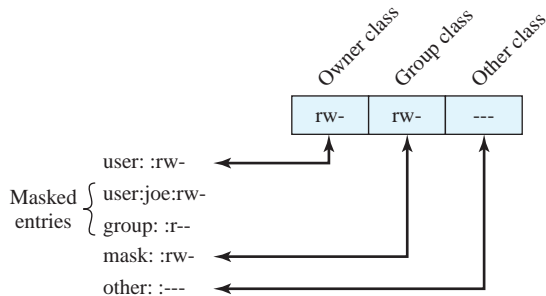 Owner class
Group class
Other class
rw-
rw-
---
user: :rw-
Masked
entries
user:joe:rw-
group: :r--
mask: :rw-
other: :---